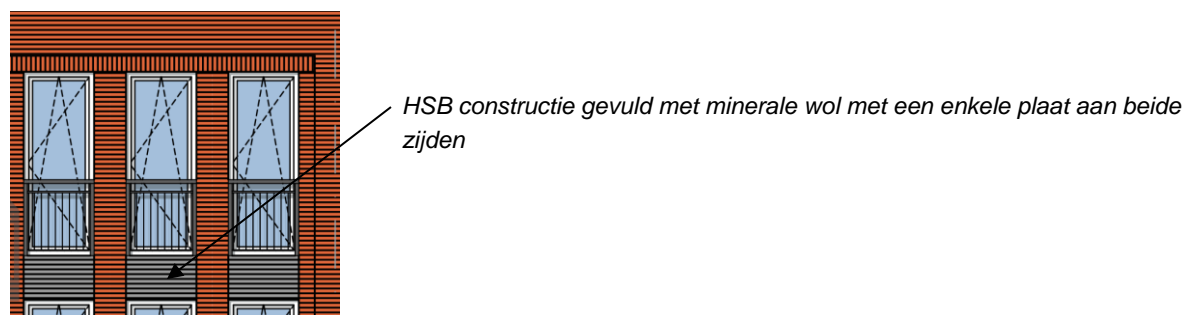 HSB constructie gevuld met minerale wol met een enkele plaat aan beide
zijden